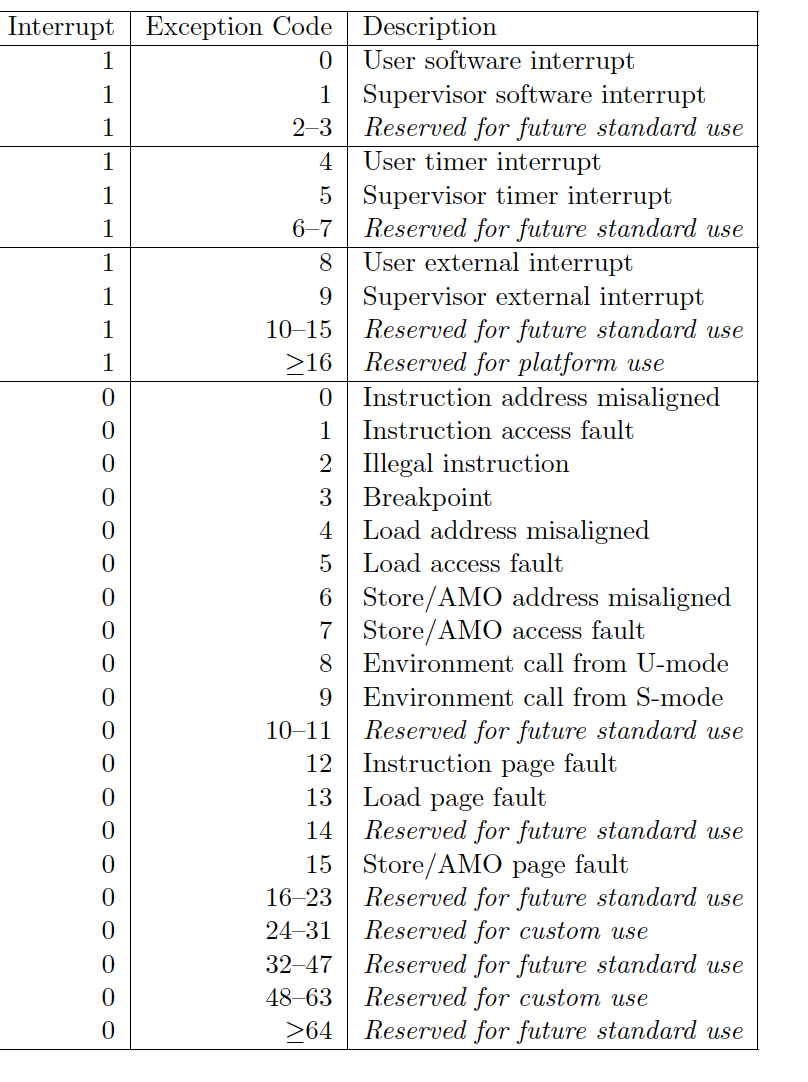 Interrupt Exception Code Description
1 0 User software interrupt
1 1 Supervisor software interrupt
1 2–3 Reserved for future standard use
1 4 User timer interrupt
1 5 Supervisor timer interrupt
1 6–7 Reserved for future standard use
1 8 User external interrupt
1 9 Supervisor external interrupt
1 10–15 Reserved for future standard use
1 ≥16 Reserved for platform use
0 0 Instruction address misaligned
0 1 Instruction access fault
0 2 Illegal instruction
0 3 Breakpoint
0 4 Load address misaligned
0 5 Load access fault
0 6 Store/AMO address misaligned
0 7 Store/AMO access fault
0 8 Environment call from U-mode
0 9 Environment call from S-mode
0 10–11 Reserved for future standard use
0 12 Instruction page fault
0 13 Load page fault
0 14 Reserved for future standard use
0 15 Store/AMO page fault
0 16–23 Reserved for future standard use
0 24–31 Reserved for custom use
0 32–47 Reserved for future standard use
0 48–63 Reserved for custom use
0 ≥64 Reserved for future standard use